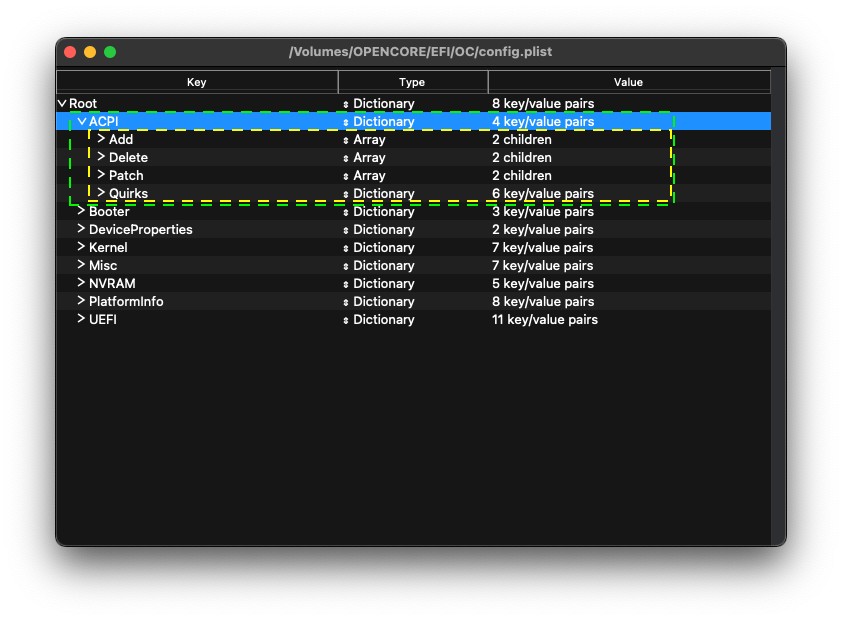 /Volumes/OPENCORE/EFI/OC/config.plist
Key Type Value
Root Dictionary 8 key/value pairs
ACPI Dictionary 4 key/value pairs
Add Array 2 children
Delete Array 2 children
Patch Array 2 children
Quirks Dictionary 6 key/value pairs
Booter Dictionary 3 key/value pairs
DeviceProperties Dictionary 2 key/value pairs
Kernel Dictionary 7 key/value pairs
Misc Dictionary 7 key/value pairs
NVRAM Dictionary 5 key/value pairs
PlatformInfo Dictionary 8 key/value pairs
UEFI Dictionary 11 key/value pairs